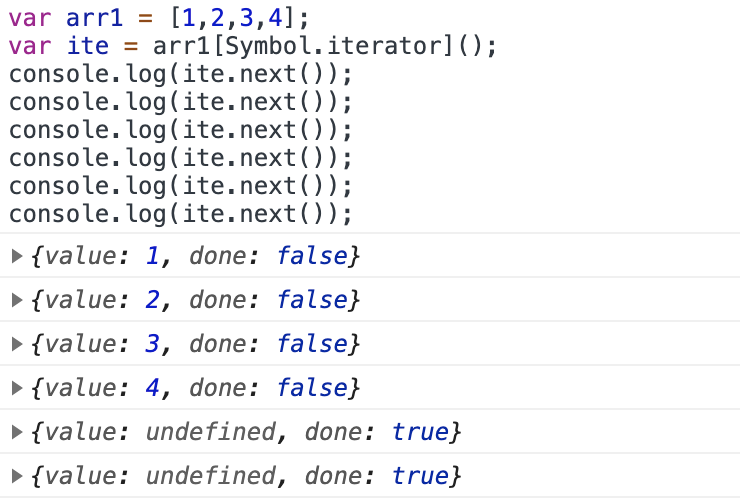 var arr1 = [1,2,3,4];
var ite = arr1[Symbol.iterator]();
console.log(ite.next());
console.log(ite.next());
console.log(ite.next());
console.log(ite.next());
console.log(ite.next());
console.log(ite.next());
{value: 1, done: false}
{value: 2, done: false}
{value: 3, done: false}
{value: 4, done: false}
{value: undefined, done: true}
{value: undefined, done: true}